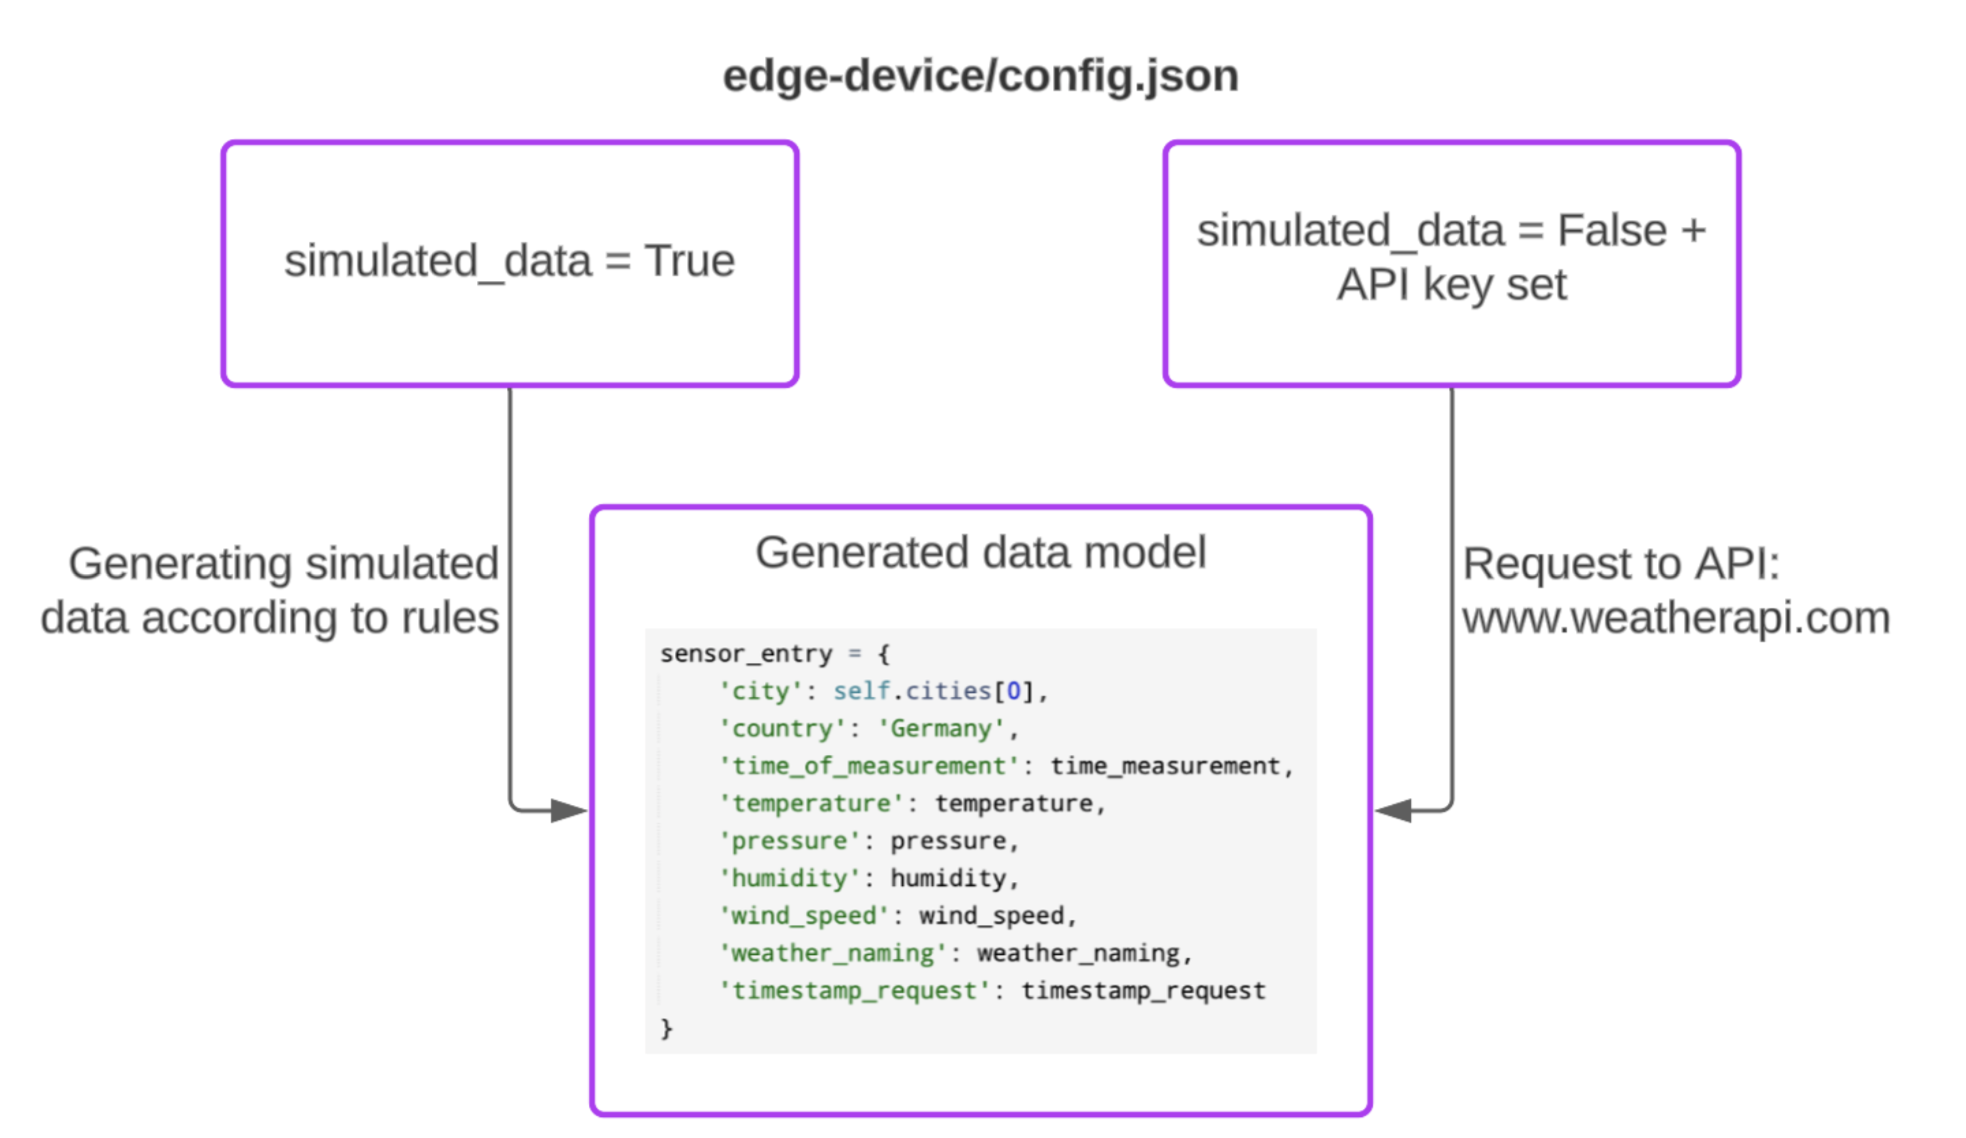 edge-device/config.json
simulated_data = True
simulated_data = False +
API key set
Generating simulated
data according to rules
Request to API:
www.weatherapi.com
Generated data model
sensor_entry = {
    'city': self.cities[0],
    'country': 'Germany',
    'time_of_measurement': time_measurement,
    'temperature': temperature,
    'pressure': pressure,
    'humidity': humidity,
    'wind_speed': wind_speed,
    'weather_naming': weather_naming,
    'timestamp_request': timestamp_request
}